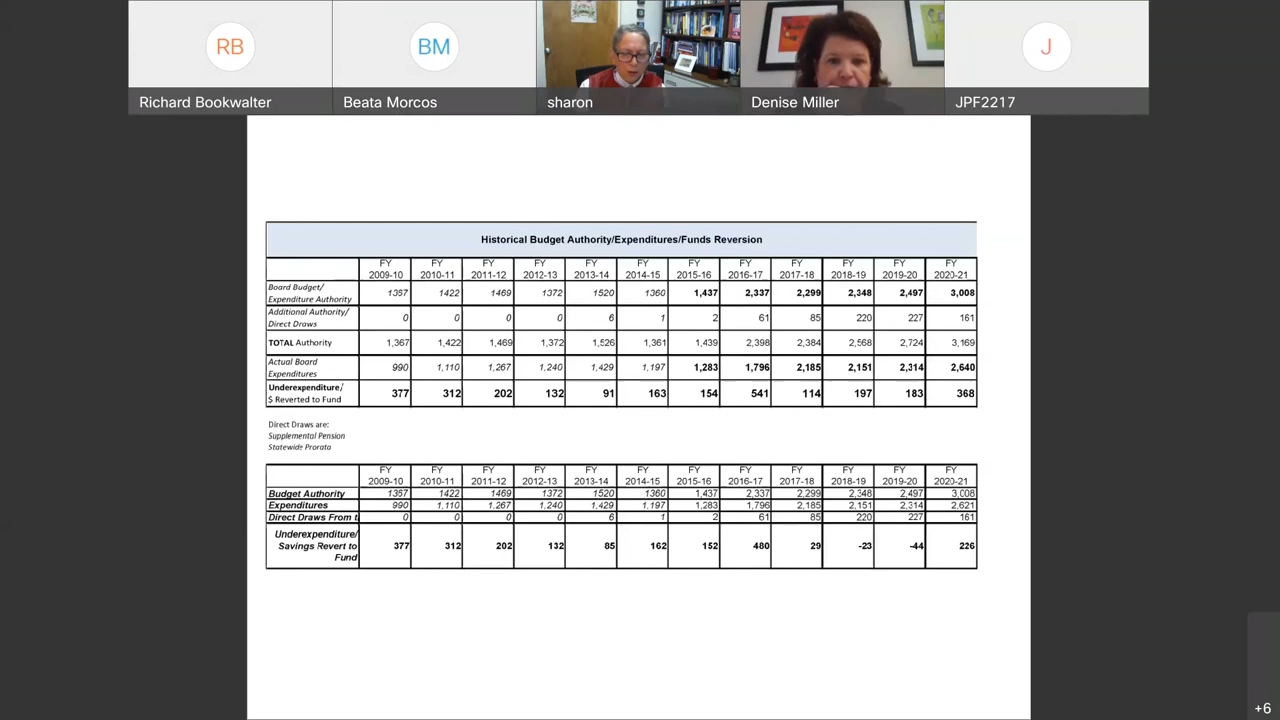 RB
BM
J
Richard Bookwalter
Beata Morcos
sharon
Denise Miller
JPF2217
Historical Budget Authority/Expenditures/Funds Reversion
FY 2009-10 FY 2010-11 FY 2011-12 FY 2012-13 FY 2013-14 FY 2014-15 FY 2015-16 FY 2016-17 FY 2017-18 FY 2018-19 FY 2019-20 FY 2020-21
Board Budget/
Expenditure Authority 1367 1422 1469 1372 1520 1360 1,437 2,337 2,299 2,348 2,497 3,008
Additional Authority/
Direct Draws 0 0 0 0 6 1 2 61 85 220 227 161
TOTAL Authority 1,367 1,422 1,469 1,372 1,526 1,361 1,439 2,398 2,384 2,568 2,724 3,169
Actual Board
Expenditures 990 1,110 1,267 1,240 1,429 1,197 1,283 1,796 2,185 2,151 2,314 2,640
Underexpenditure/
$ Reverted to Fund 377 312 202 132 91 163 154 541 114 197 183 368
Direct Draws are:
Supplemental Pension
Statewide Prorata
FY 2009-10 FY 2010-11 FY 2011-12 FY 2012-13 FY 2013-14 FY 2014-15 FY 2015-16 FY 2016-17 FY 2017-18 FY 2018-19 FY 2019-20 FY 2020-21
Budget Authority 1367 1422 1469 1372 1520 1360 1,437 2,337 2,299 2,348 2,497 3,008
Expenditures 990 1,110 1,267 1,240 1,429 1,197 1,283 1,796 2,185 2,151 2,314 2,621
Direct Draws From t 0 0 0 0 6 1 2 61 85 220 227 161
Underexpenditure/
Savings Revert to
Fund 377 312 202 132 85 162 152 480 29 -23 -44 226
+6